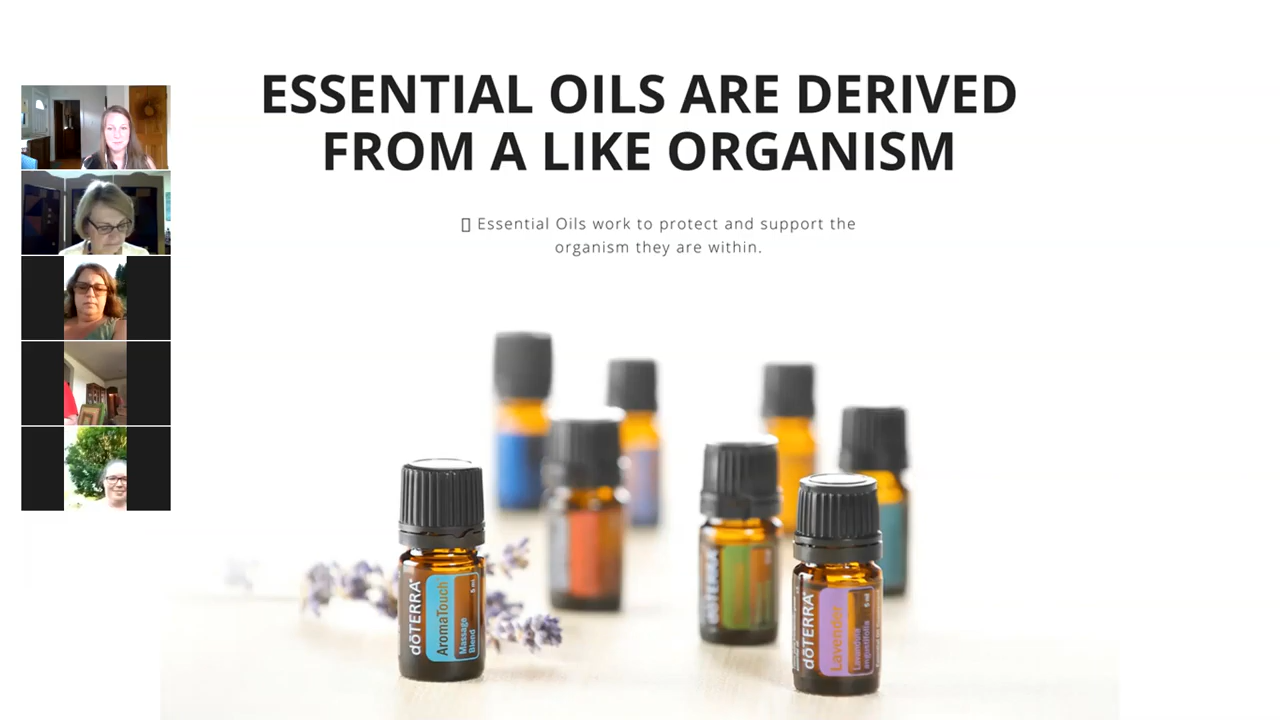 ESSENTIAL OILS ARE DERIVED
FROM A LIKE ORGANISM
▯ Essential Oils work to protect and support the
organism they are within.
dōTERRA®
AromaTouch
Massage
Blend
5 ml
dōTERRA®
Lavender
Lavandula
angustifolia
5 ml